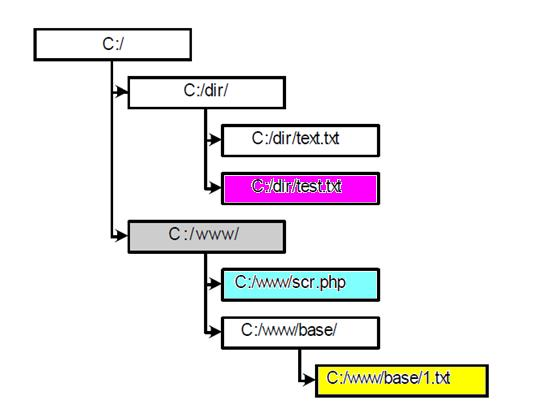 C:/
C:/dir/
C:/dir/text.txt
C:/dir/test.txt
C:/www/
C:/www/scr.php
C:/www/base/
C:/www/base/1.txt